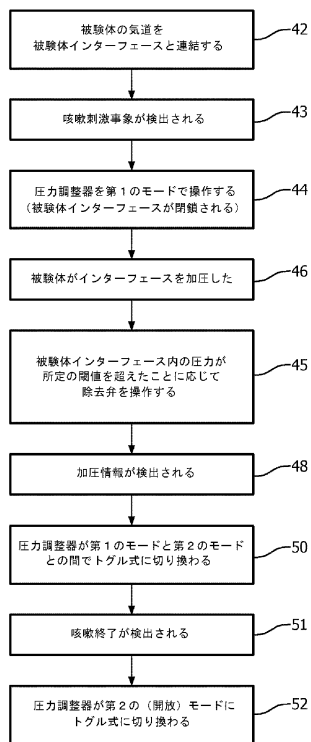 被験体の気道を
被験体インターフェースと連結する
42
咳嗽刺激事象が検出される
43
圧力調整器を第1のモードで操作する
（被験体インターフェースが閉鎖される）
44
被験体がインターフェースを加圧した
46
被験体インターフェース内の圧力が
所定の閾値を超えたことに応じて
除去弁を操作する
45
加圧情報が検出される
48
圧力調整器が第1のモードと第2のモード
との間でトグル式に切り換わる
50
咳嗽終了が検出される
51
圧力調整器が第2の（開放）モードに
トグル式に切り換わる
52